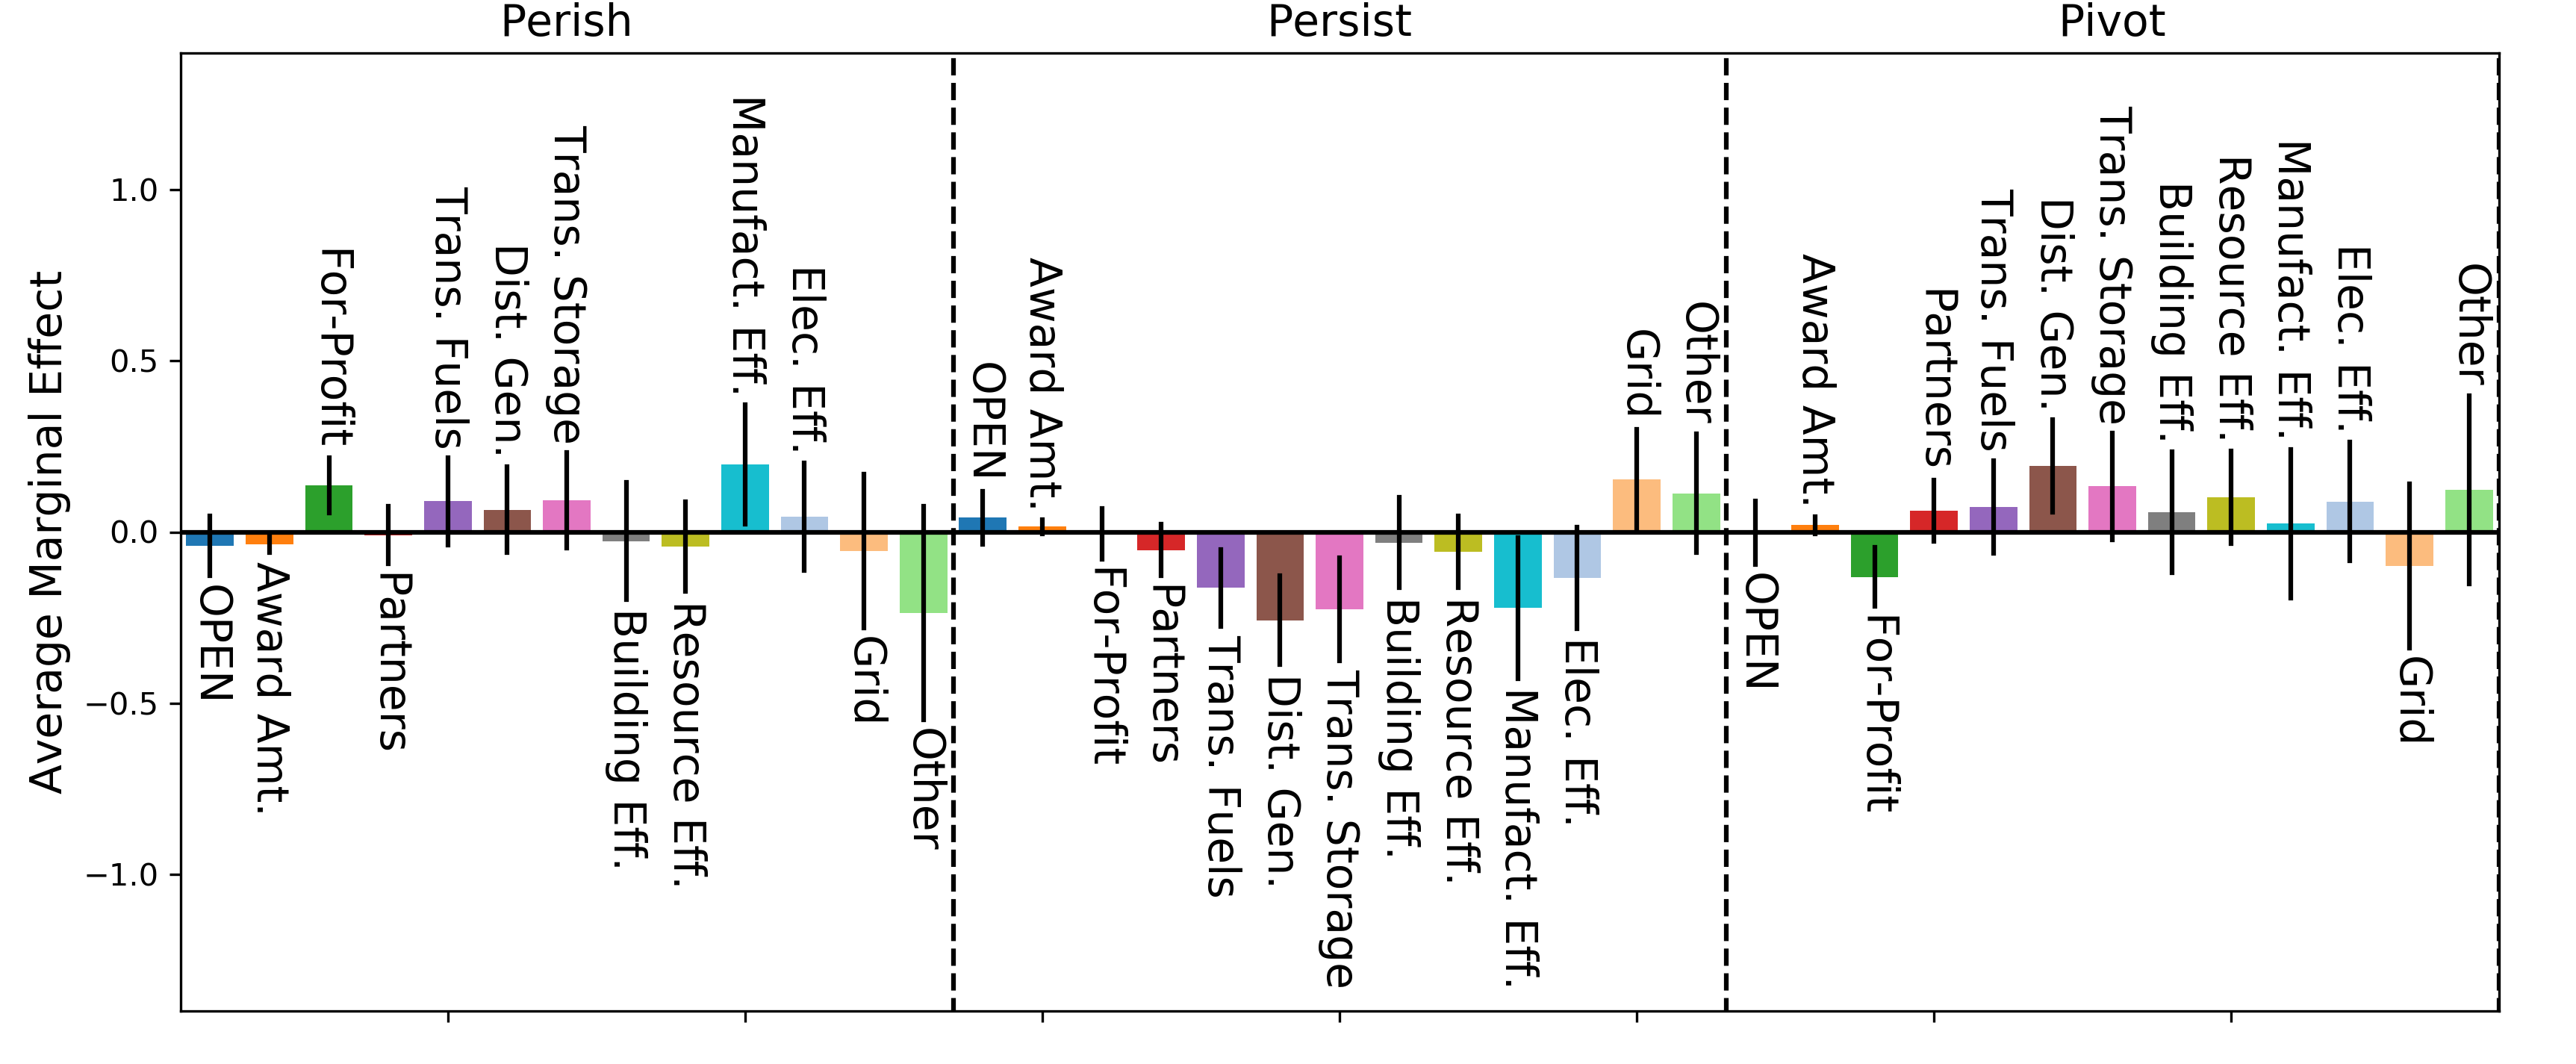 Perish
Persist
Pivot
Average Marginal Effect
1.0
0.5
0.0
−0.5
−1.0
OPEN
Award Amt.
For-Profit
Partners
Trans. Fuels
Dist. Gen.
Trans. Storage
Building Eff.
Resource Eff.
Manufact. Eff.
Elec. Eff.
Grid
Other
OPEN
Award Amt.
For-Profit
Partners
Trans. Fuels
Dist. Gen.
Trans. Storage
Building Eff.
Resource Eff.
Manufact. Eff.
Elec. Eff.
Grid
Other
OPEN
Award Amt.
For-Profit
Partners
Trans. Fuels
Dist. Gen.
Trans. Storage
Building Eff.
Resource Eff.
Manufact. Eff.
Elec. Eff.
Grid
Other